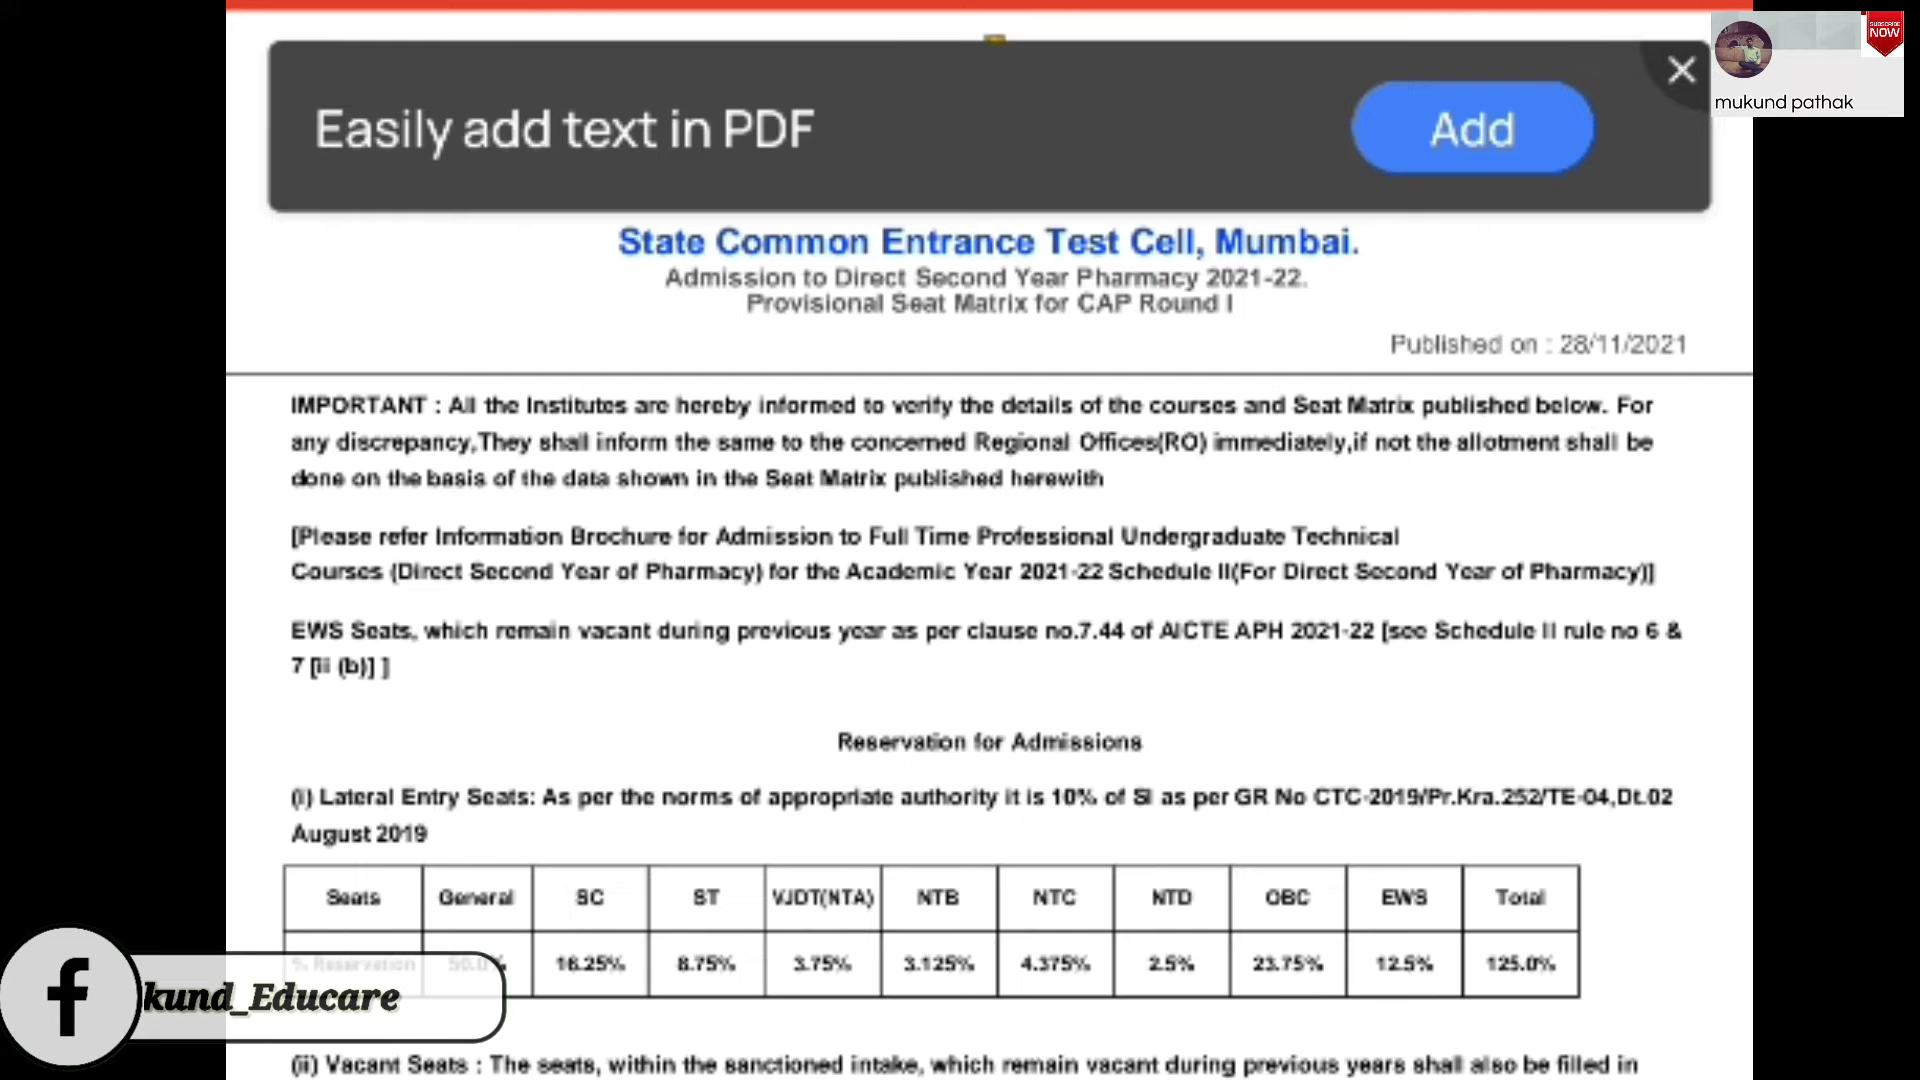 SUBSCRIBE
NOW
mukund pathak
Easily add text in PDF
Add
State Common Entrance Test Cell, Mumbai.
Admission to Direct Second Year Pharmacy 2021-22.
Provisional Seat Matrix for CAP Round I
Published on : 28/11/2021
IMPORTANT : All the Institutes are hereby informed to verify the details of the courses and Seat Matrix published below. For
any discrepancy,They shall inform the same to the concerned Regional Offices(RO) immediately,if not the allotment shall be
done on the basis of the data shown in the Seat Matrix published herewith
[Please refer Information Brochure for Admission to Full Time Professional Undergraduate Technical
Courses (Direct Second Year of Pharmacy) for the Academic Year 2021-22 Schedule II(For Direct Second Year of Pharmacy)]
EWS Seats, which remain vacant during previous year as per clause no.7.44 of AICTE APH 2021-22 [see Schedule II rule no 6 &
7 [ii (b)] ]
Reservation for Admissions
(i) Lateral Entry Seats: As per the norms of appropriate authority it is 10% of SI as per GR No CTC-2019/Pr.Kra.252/TE-04,Dt.02
August 2019
Seats General SC ST VJDT(NTA) NTB NTC NTD OBC EWS Total
% Reservation 50.0% 16.25% 8.75% 3.75% 3.125% 4.375% 2.5% 23.75% 12.5% 125.0%
kund_Educare
(ii) Vacant Seats : The seats, within the sanctioned intake, which remain vacant during previous years shall also be filled in